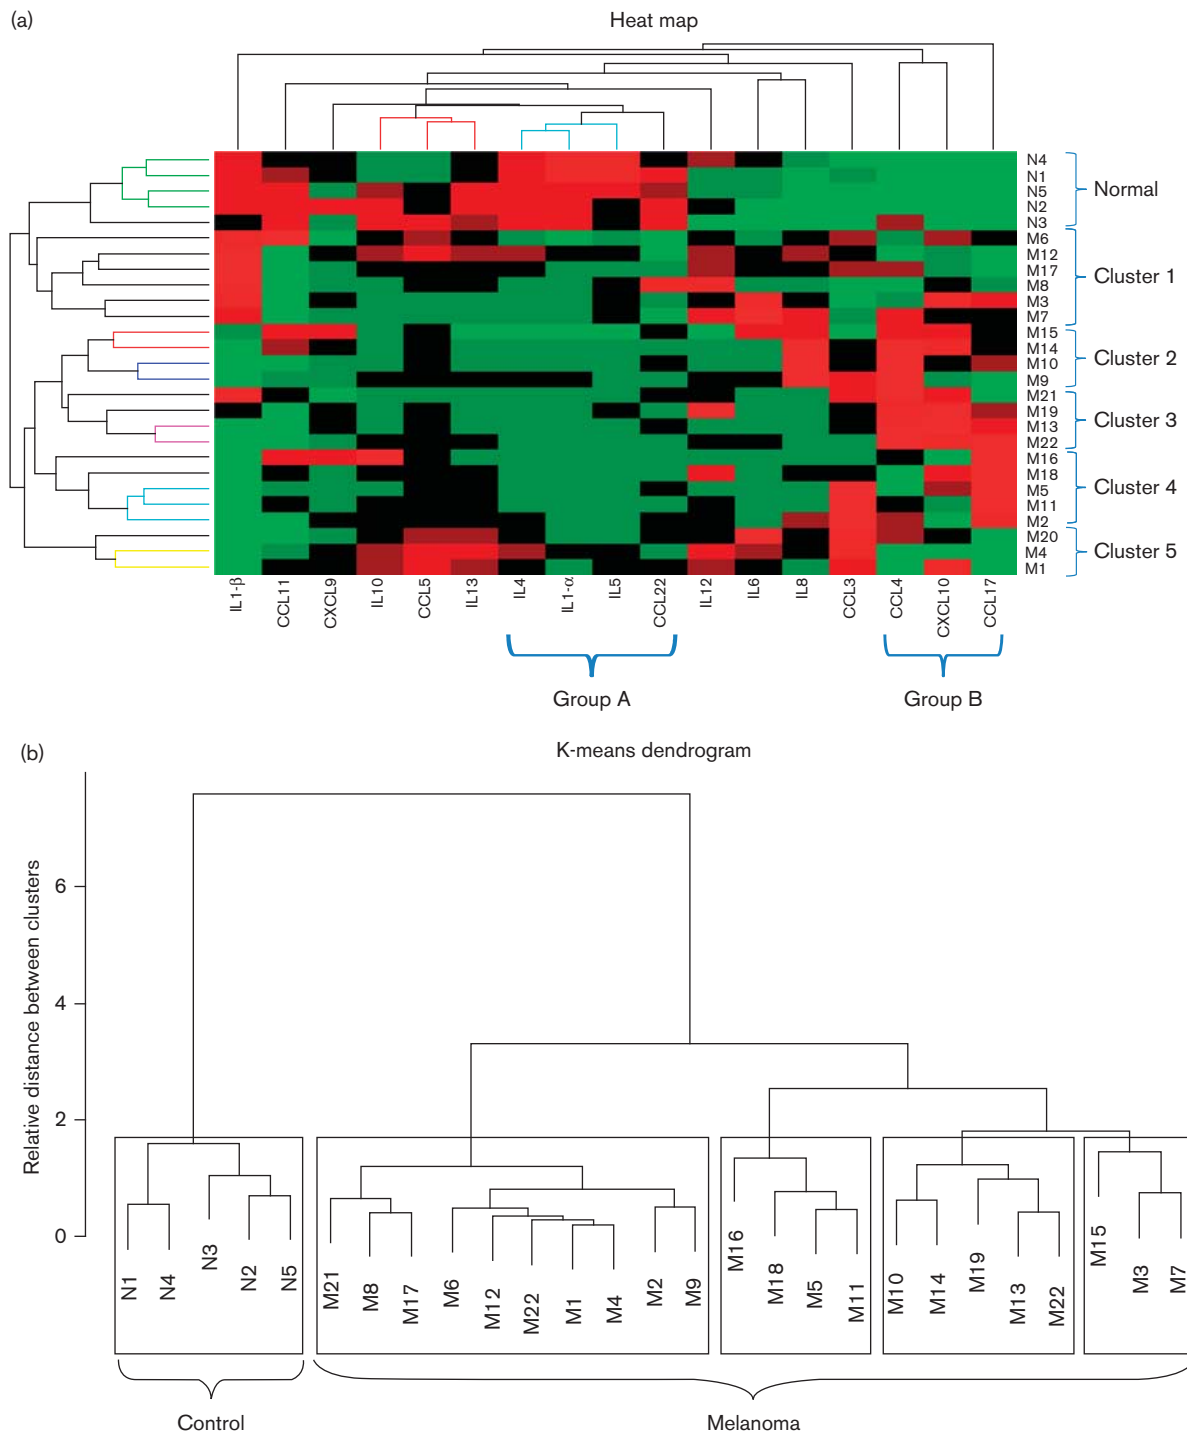 (a)
Heat map
N4
N1
N5
N2
N3
M6
M12
M17
M8
M3
M7
M15
M14
M10
M9
M21
M19
M13
M22
M16
M18
M5
M11
M2
M20
M4
M1
Normal
Cluster 1
Cluster 2
Cluster 3
Cluster 4
Cluster 5
IL1-β CCL11 CXCL9 IL10 CCL5 IL13 IL4 IL1-α IL5 CCL22 IL12 IL6 IL8 CCL3 CCL4 CXCL10 CCL17
Group A Group B
(b)
K-means dendrogram
Relative distance between clusters
6
4
2
0
N1 N4 N3 N2 N5 M21 M8 M17 M6 M12 M22 M1 M4 M2 M9 M16 M18 M5 M11 M10 M14 M19 M13 M22 M15 M3 M7
Control Melanoma